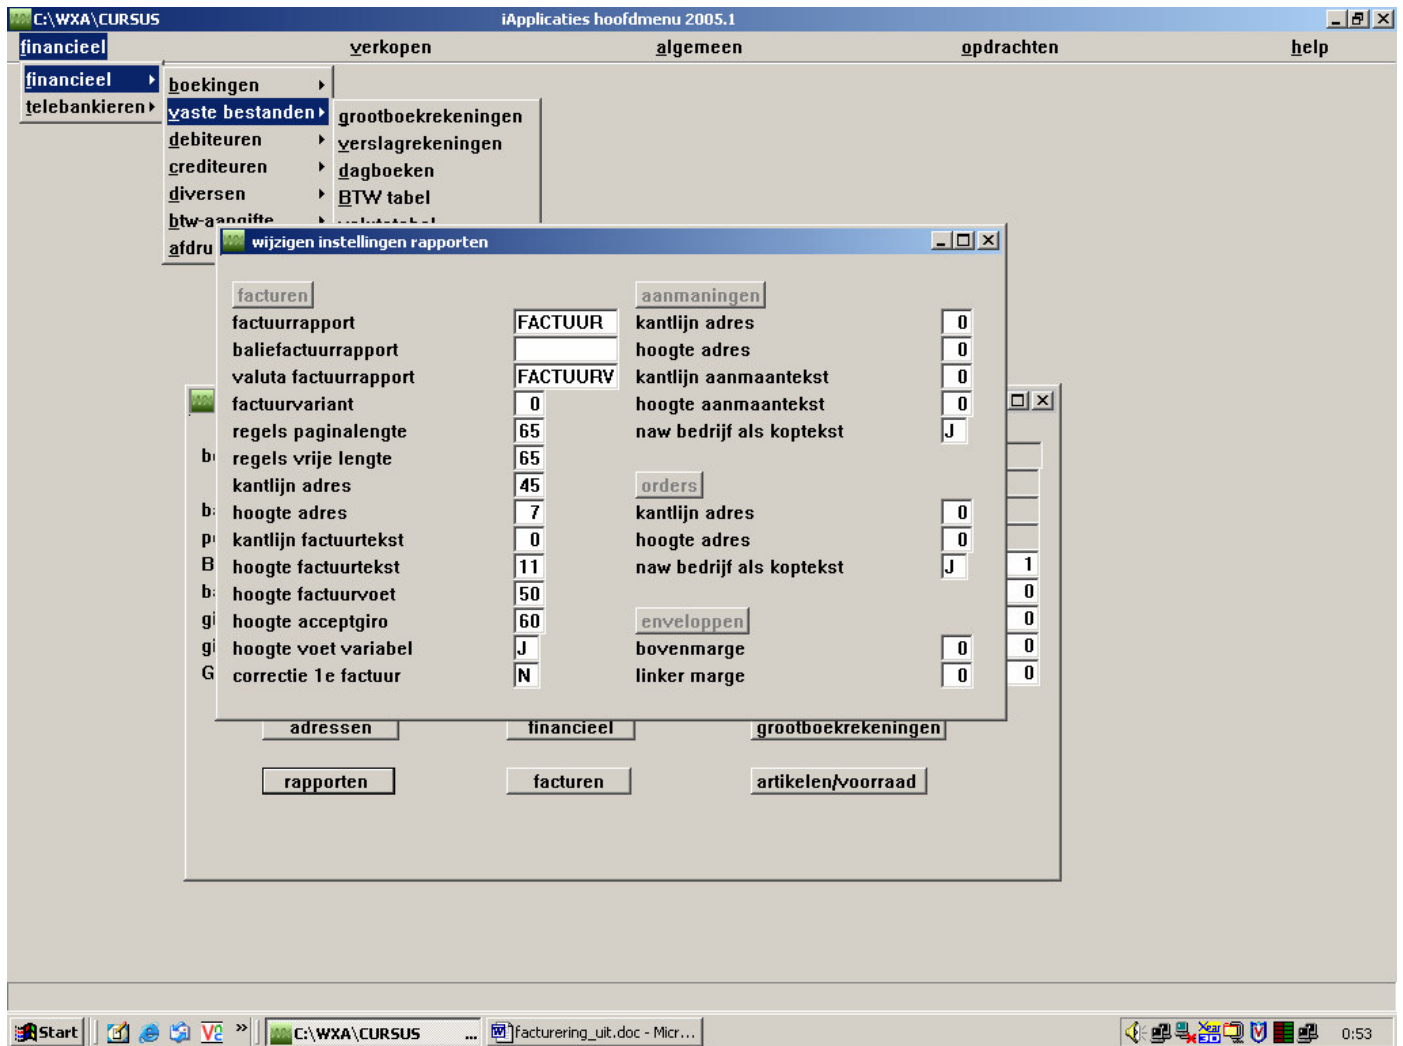 C:\WXA\CURSUS iApplicaties hoofdmenu 2005.1
financieel verkopen algemeen opdrachten help
financieel
telebankieren
boekingen
vaste bestanden
debiteuren
crediteuren
diversen
btw-aangifte
afdru
grootboekrekeningen
verslagrekeningen
dagboeken
BTW tabel
valutatabel
wijzigen instellingen rapporten
facturen
factuurrapport FACTUUR
baliefactuurrapport
valuta factuurrapport FACTUURV
factuurvariant 0
regels paginalengte 65
regels vrije lengte 65
kantlijn adres 45
hoogte adres 7
kantlijn factuurtekst 0
hoogte factuurtekst 11
hoogte factuurvoet 50
hoogte acceptgiro 60
hoogte voet variabel J
correctie 1e factuur N
aanmaningen
kantlijn adres 0
hoogte adres 0
kantlijn aanmaantekst 0
hoogte aanmaantekst 0
naw bedrijf als koptekst J
orders
kantlijn adres 0
hoogte adres 0
naw bedrijf als koptekst J
enveloppen
bovenmarge 0
linker marge 0
B 1
0
gi 0
gi 0
G 0
adressen financieel grootboekrekeningen
rapporten facturen artikelen/voorraad
Start » C:\WXA\CURSUS ... facturering_uit.doc - Micr... 0:53